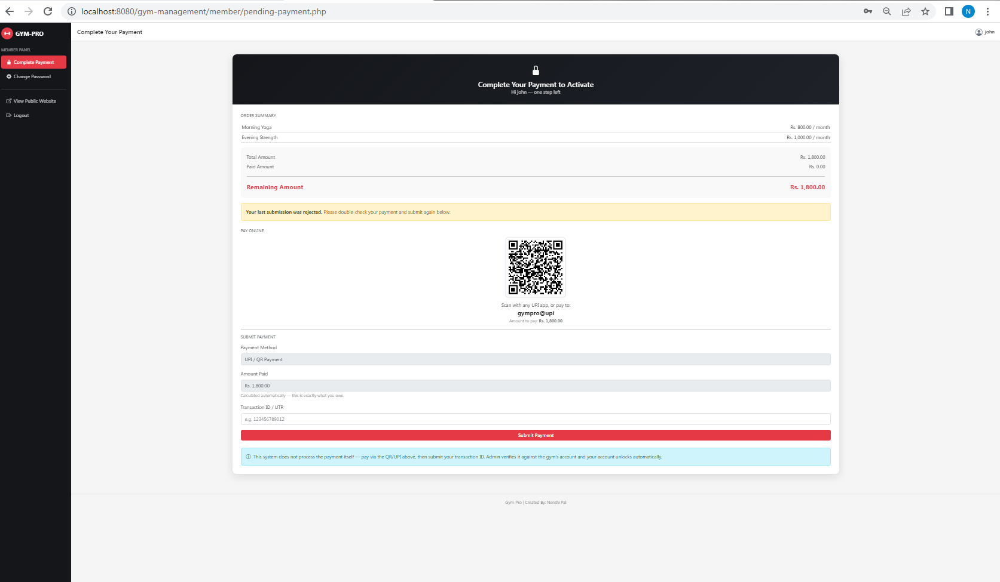 localhost:8080/gym-management/member/pending-payment.php
N
GYM-PRO
Complete Your Payment
john
MEMBER PANEL
Complete Payment
Change Password
View Public Website
Logout
Complete Your Payment to Activate
Hi john — one step left
ORDER SUMMARY
Morning Yoga Rs. 800.00 / month
Evening Strength Rs. 1,000.00 / month
Total Amount Rs. 1,800.00
Paid Amount Rs. 0.00
Remaining Amount Rs. 1,800.00
Your last submission was rejected. Please double-check your payment and submit again below.
PAY ONLINE
Scan with any UPI app, or pay to:
gympro@upi
Amount to pay: Rs. 1,800.00
SUBMIT PAYMENT
Payment Method
UPI / QR Payment
Amount Paid
Rs. 1,800.00
Calculated automatically — this is exactly what you owe.
Transaction ID / UTR
e.g. 123456789012
Submit Payment
This system does not process the payment itself — pay via the QR/UPI above, then submit your transaction ID. Admin verifies it against the gym's account and your account unlocks automatically.
Gym-Pro | Created By: Nenshi Pal